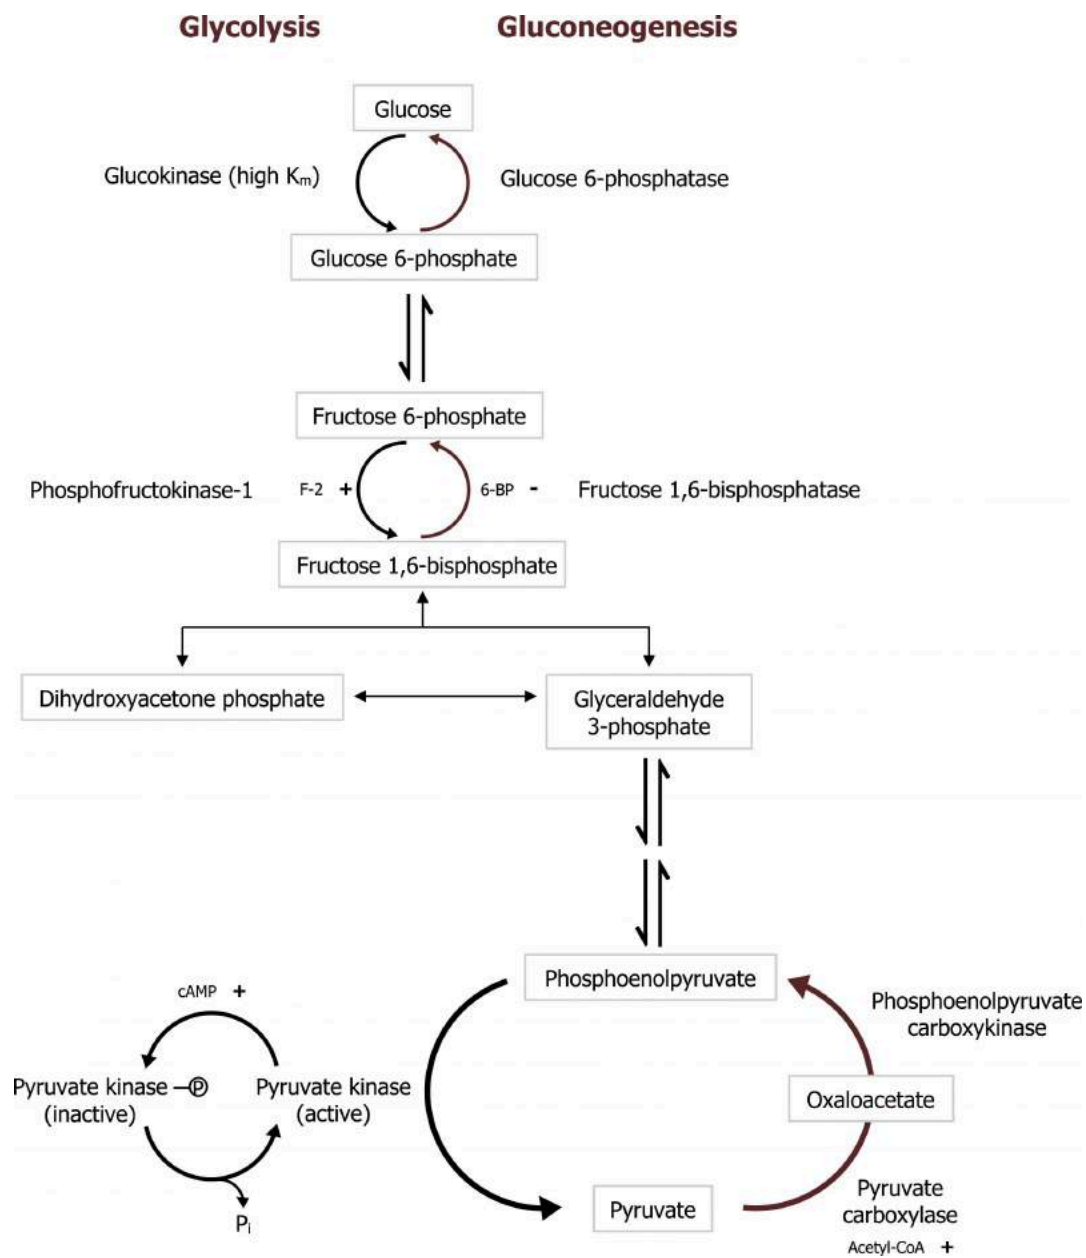 Glycolysis Gluconeogenesis
Glucose
Glucokinase (high Km) Glucose 6-phosphatase
Glucose 6-phosphate
Fructose 6-phosphate
Phosphofructokinase-1 F-2 + 6-BP - Fructose 1,6-bisphosphatase
Fructose 1,6-bisphosphate
Dihydroxyacetone phosphate
Glyceraldehyde
3-phosphate
Phosphoenolpyruvate
cAMP +
Pyruvate kinase P
(inactive)
Pyruvate kinase
(active)
Pi
Phosphoenolpyruvate
carboxykinase
Oxaloacetate
Pyruvate
Pyruvate
carboxylase
Acetyl-CoA +